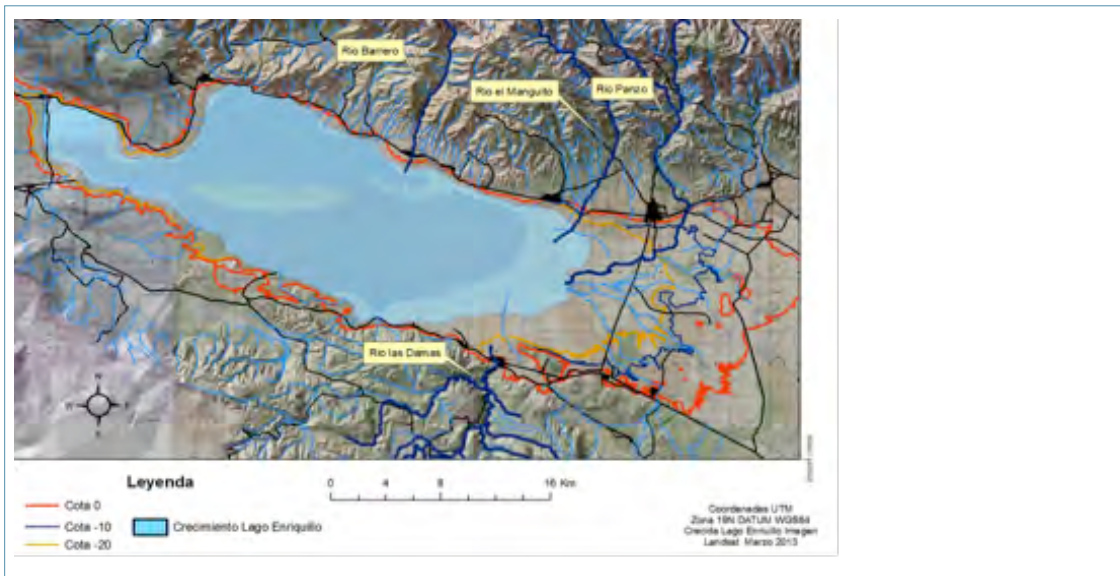 Rio Barrero
Rio el Manguito
Rio Panzo
Rio las Damas
N
E
S
Leyenda
Cota 0
Cota -10
Cota -20
Crecimiento Lago Enriquillo
0 4 8 16 Km
Coordenadas UTM
Zona 19N DATUM WGS84
Crecida Lago Enriuillo Imagen
Landsat Marzo 2013